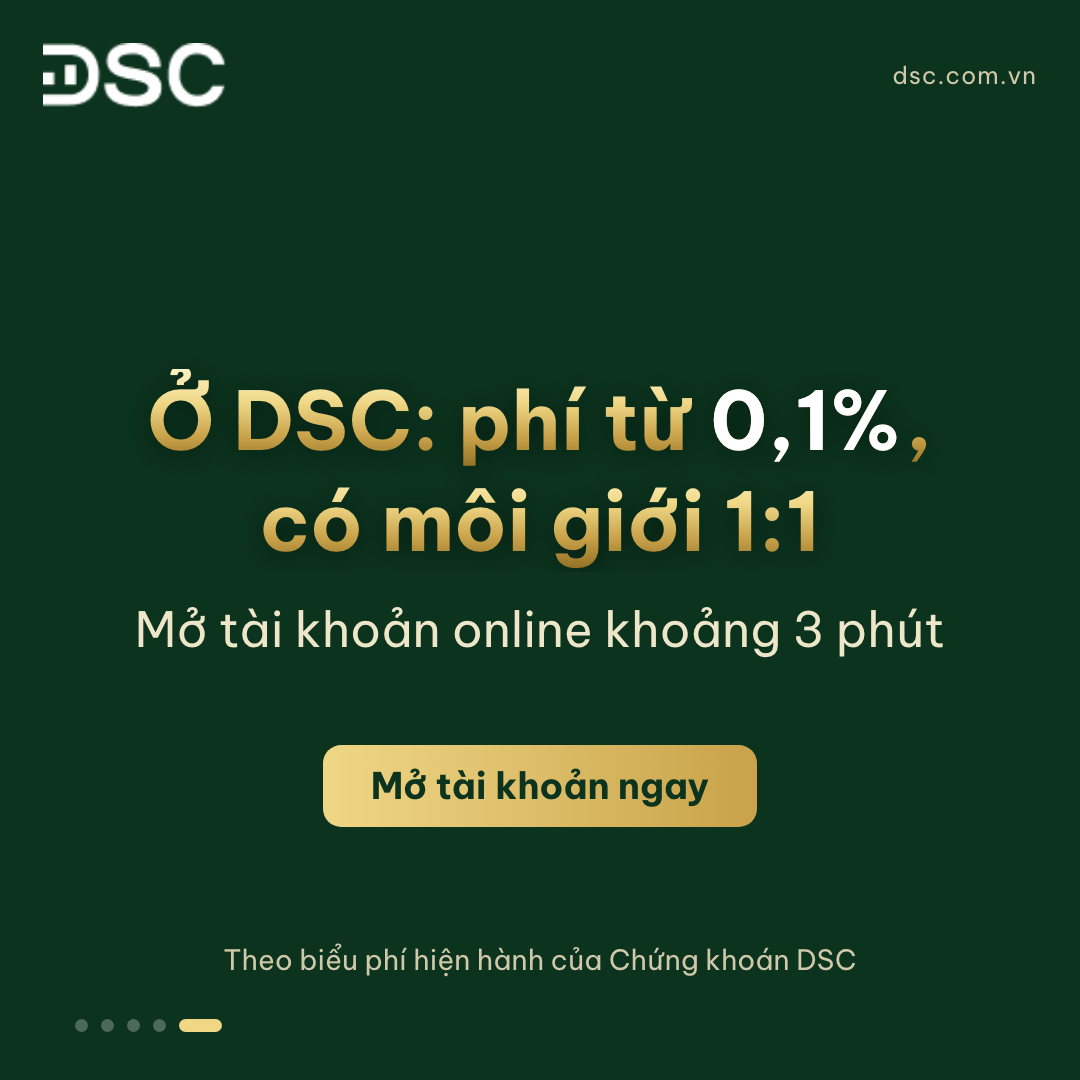 DSC
dsc.com.vn
Ở DSC: phí từ 0,1%,
có môi giới 1:1
Mở tài khoản online khoảng 3 phút
Mở tài khoản ngay
Theo biểu phí hiện hành của Chứng khoán DSC